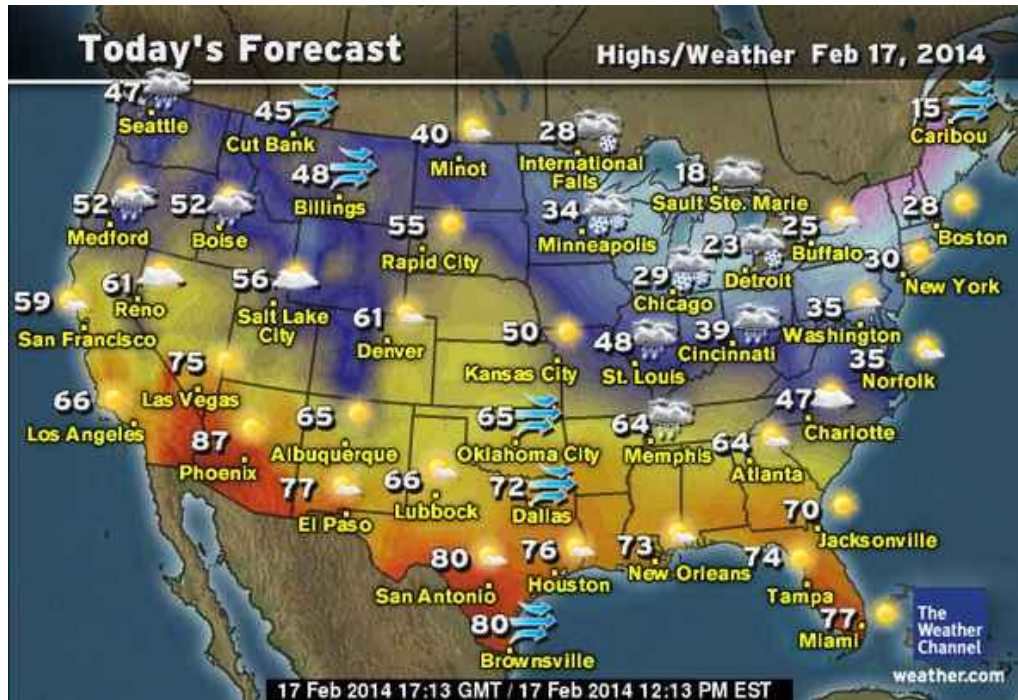 Today's Forecast
Highs/Weather Feb 17, 2014
47
Seattle
45
Cut Bank
40
Minot
28
International
Falls
15
Caribou
48
Billings
18
Sault Ste. Marie
52
Medford
52
Boise
55
Rapid City
34
Minneapolis
25
Buffalo
28
Boston
23
Detroit
30
New York
61
Reno
56
Salt Lake
City
29
Chicago
59
San Francisco
61
Denver
50
Kansas City
48
St. Louis
39
Cincinnati
35
Washington
75
Las Vegas
35
Norfolk
66
Los Angeles
87
Phoenix
65
Albuquerque
65
Oklahoma City
64
Memphis
64
Atlanta
47
Charlotte
77
El Paso
66
Lubbock
72
Dallas
70
Jacksonville
80
San Antonio
76
Houston
73
New Orleans
74
Tampa
80
Brownsville
77
Miami
The
Weather
Channel
weather.com
17 Feb 2014 17:13 GMT / 17 Feb 2014 12:13 PM EST